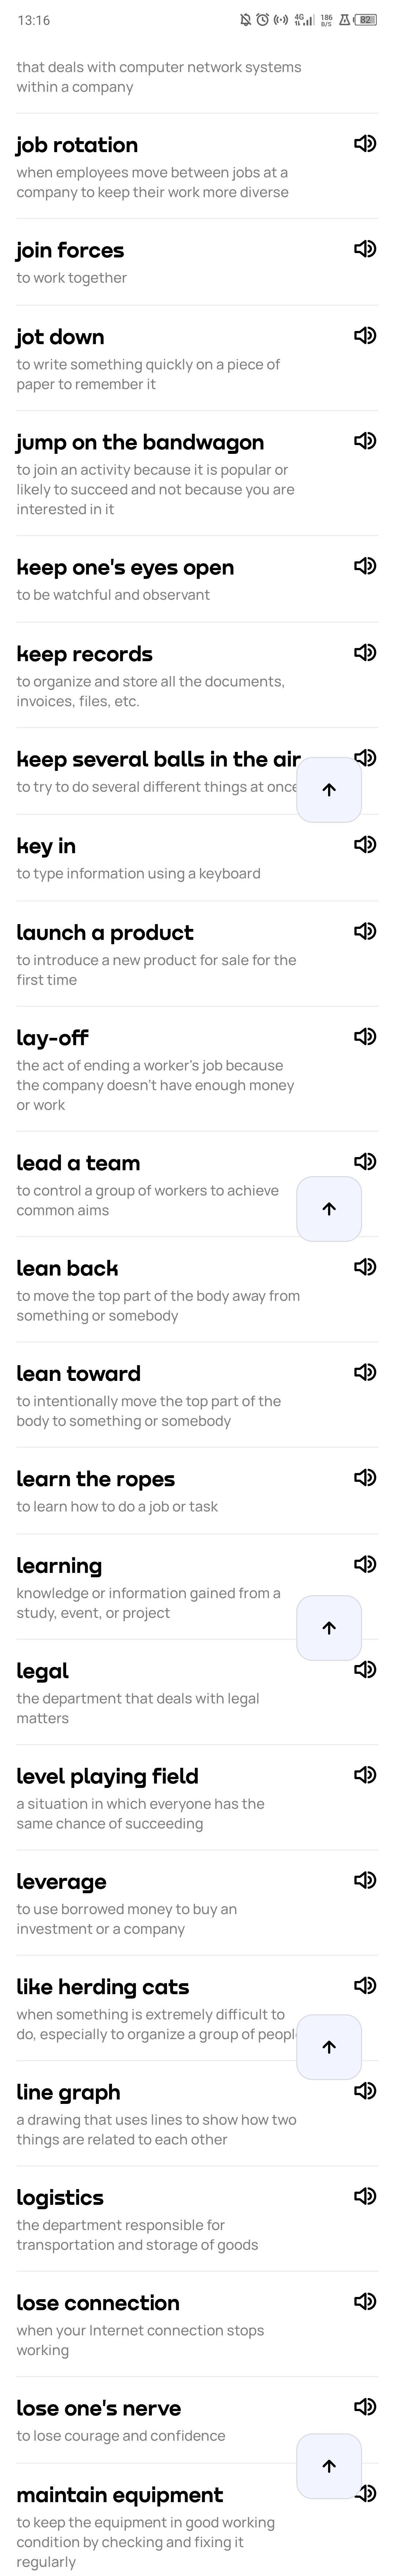 13:16
4G
186
B/S
82
that deals with computer network systems
within a company
job rotation
when employees move between jobs at a
company to keep their work more diverse
join forces
to work together
jot down
to write something quickly on a piece of
paper to remember it
jump on the bandwagon
to join an activity because it is popular or
likely to succeed and not because you are
interested in it
keep one's eyes open
to be watchful and observant
keep records
to organize and store all the documents,
invoices, files, etc.
keep several balls in the air
to try to do several different things at once
key in
to type information using a keyboard
launch a product
to introduce a new product for sale for the
first time
lay-off
the act of ending a worker's job because
the company doesn't have enough money
or work
lead a team
to control a group of workers to achieve
common aims
lean back
to move the top part of the body away from
something or somebody
lean toward
to intentionally move the top part of the
body to something or somebody
learn the ropes
to learn how to do a job or task
learning
knowledge or information gained from a
study, event, or project
legal
the department that deals with legal
matters
level playing field
a situation in which everyone has the
same chance of succeeding
leverage
to use borrowed money to buy an
investment or a company
like herding cats
when something is extremely difficult to
do, especially to organize a group of people
line graph
a drawing that uses lines to show how two
things are related to each other
logistics
the department responsible for
transportation and storage of goods
lose connection
when your Internet connection stops
working
lose one's nerve
to lose courage and confidence
maintain equipment
to keep the equipment in good working
condition by checking and fixing it
regularly